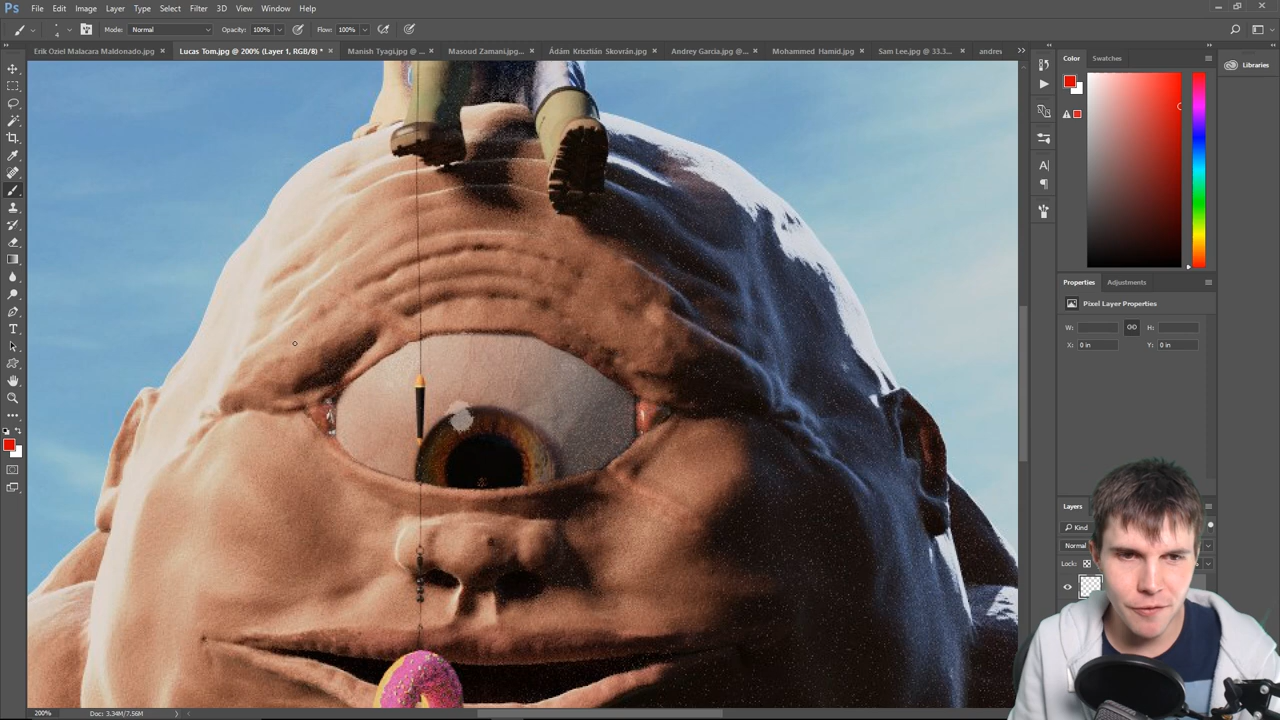 Ps File Edit Image Layer Type Select Filter 3D View Window Help
4 Mode: Normal Opacity: 100% Flow: 100%
Erik Oziel Malacara Maldonado.jpg × Lucas Tom.jpg @ 200% (Layer 1, RGB/8) * × Manish Tyagi.jpg @ ... × Masoud Zamani.jpg... × Ádám Krisztián Skovrán.jpg × Andrey Garcia.jpg @... × Mohammed Hamid.jpg × Sam Lee.jpg @ 33.3... × andres
Color Swatches
Libraries
Properties Adjustments
Pixel Layer Properties
W: H:
X: 0 in Y: 0 in
Layers
Kind
Normal
Lock: %
200% Doc: 3.34M/7.56M